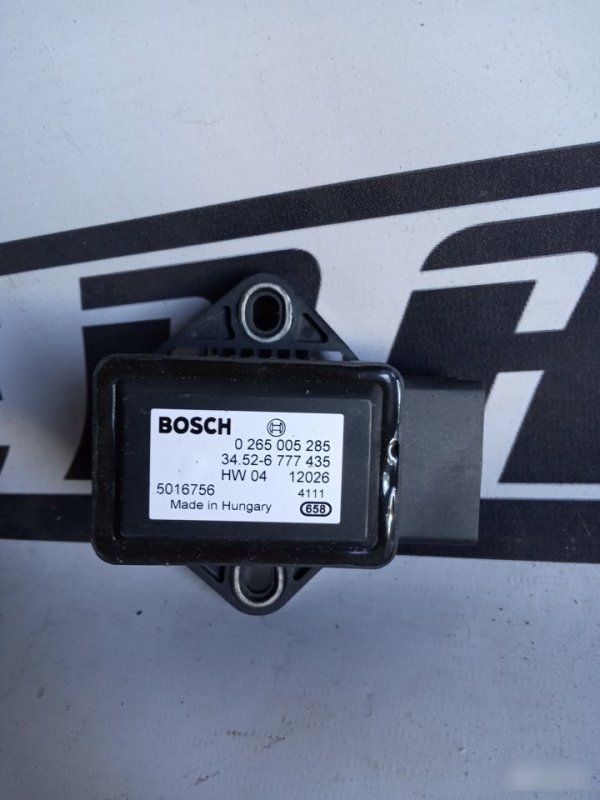 BOSCH
0 265 005 285
34.52-6 777 435
HW 04 12026
5016756 4111
Made in Hungary 658